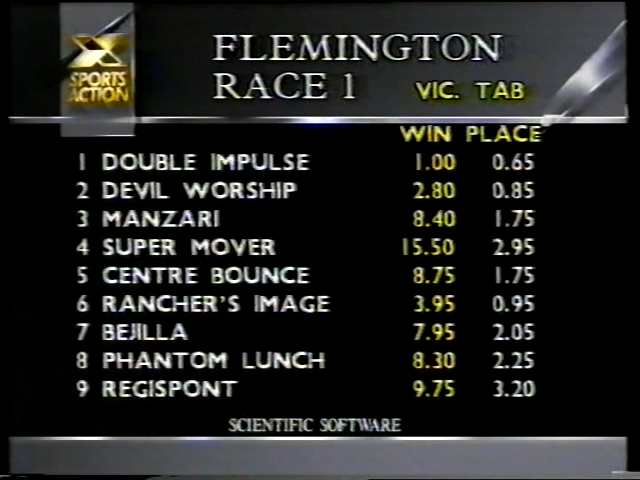 X
SPORTS
ACTION
FLEMINGTON
RACE 1 VIC. TAB
WIN PLACE
1 DOUBLE IMPULSE 1.00 0.65
2 DEVIL WORSHIP 2.80 0.85
3 MANZARI 8.40 1.75
4 SUPER MOVER 15.50 2.95
5 CENTRE BOUNCE 8.75 1.75
6 RANCHER'S IMAGE 3.95 0.95
7 BEJILLA 7.95 2.05
8 PHANTOM LUNCH 8.30 2.25
9 REGISPONT 9.75 3.20
SCIENTIFIC SOFTWARE